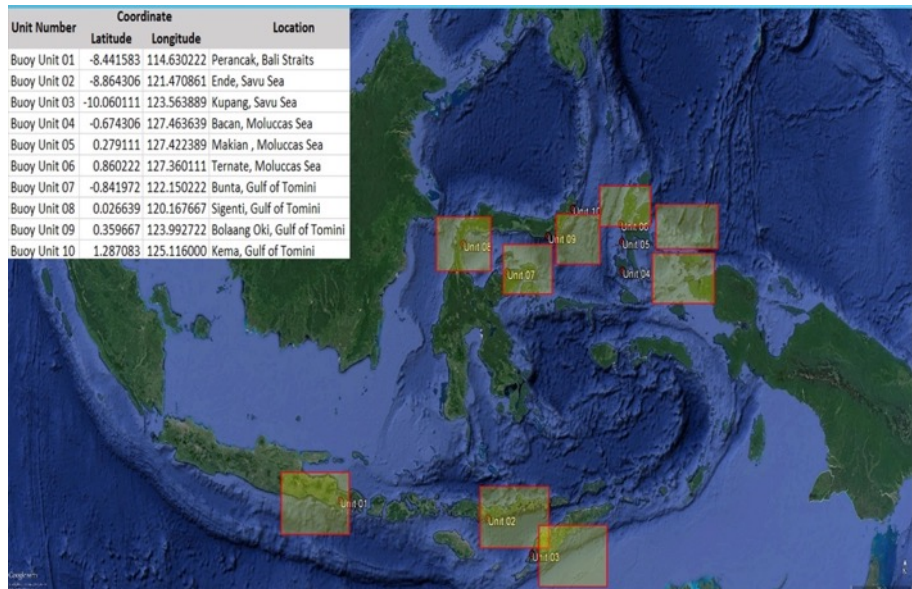 Unit Number Coordinate Location
Latitude Longitude
Buoy Unit 01 -8.441583 114.630222 Perancak, Bali Straits
Buoy Unit 02 -8.864306 121.470861 Ende, Savu Sea
Buoy Unit 03 -10.060111 123.563889 Kupang, Savu Sea
Buoy Unit 04 -0.674306 127.463639 Bacan, Moluccas Sea
Buoy Unit 05 0.279111 127.422389 Makian , Moluccas Sea
Buoy Unit 06 0.860222 127.360111 Ternate, Moluccas Sea
Buoy Unit 07 -0.841972 122.150222 Bunta, Gulf of Tomini
Buoy Unit 08 0.026639 120.167667 Sigenti, Gulf of Tomini
Buoy Unit 09 0.359667 123.992722 Bolaang Oki, Gulf of Tomini
Buoy Unit 10 1.287083 125.116000 Kema, Gulf of Tomini
Unit 10
Unit 06
Unit 09
Unit 05
Unit 08
Unit 07
Unit 04
Unit 01
Unit 02
Unit 03